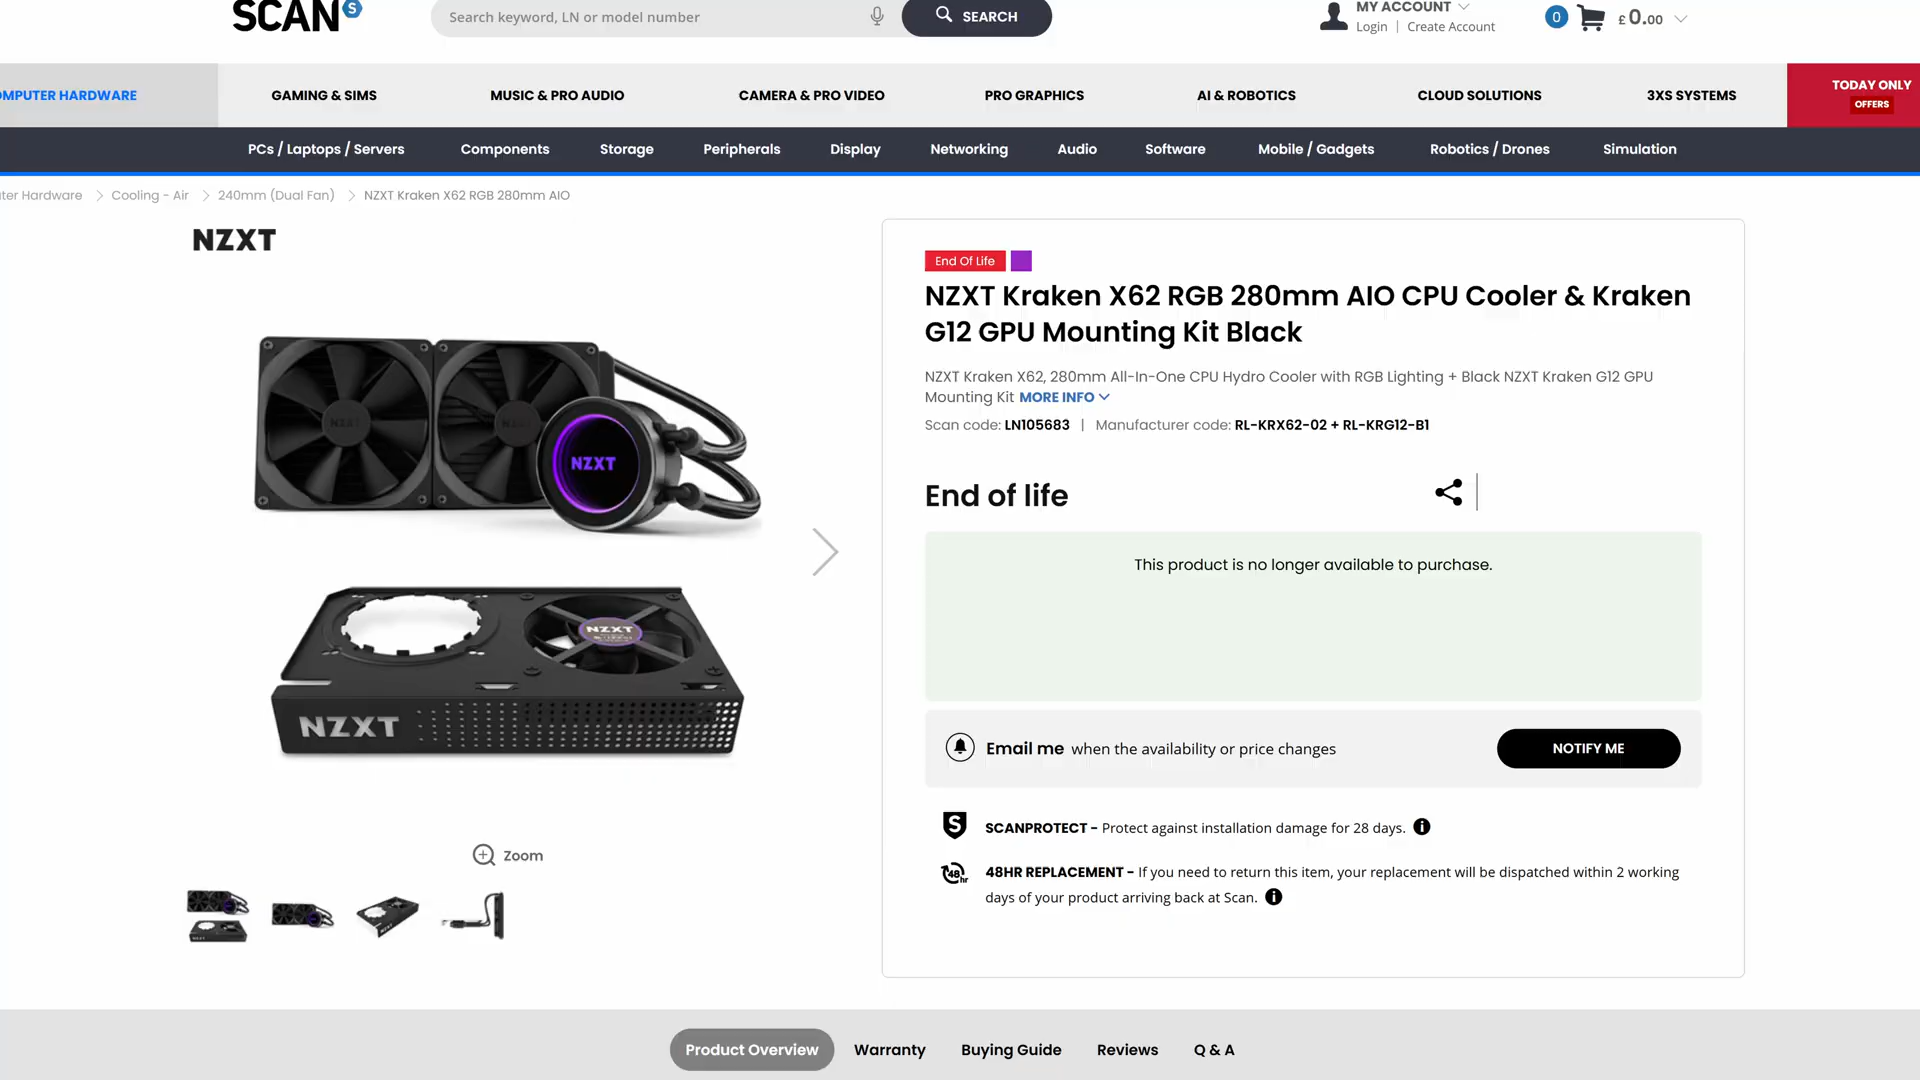 SCAN S
Search keyword, LN or model number
SEARCH
MY ACCOUNT
Login | Create Account
0
£0.00
OMPUTER HARDWARE
GAMING & SIMS
MUSIC & PRO AUDIO
CAMERA & PRO VIDEO
PRO GRAPHICS
AI & ROBOTICS
CLOUD SOLUTIONS
3XS SYSTEMS
TODAY ONLY
OFFERS
PCs / Laptops / Servers
Components
Storage
Peripherals
Display
Networking
Audio
Software
Mobile / Gadgets
Robotics / Drones
Simulation
ter Hardware
Cooling - Air
240mm (Dual Fan)
NZXT Kraken X62 RGB 280mm AIO
NZXT
NZXT
NZXT
NZXT
NZXT
NZXT
Zoom
End Of Life
NZXT Kraken X62 RGB 280mm AIO CPU Cooler & Kraken
G12 GPU Mounting Kit Black
NZXT Kraken X62, 280mm All-In-One CPU Hydro Cooler with RGB Lighting + Black NZXT Kraken G12 GPU
Mounting Kit MORE INFO
Scan code: LN105683 | Manufacturer code: RL-KRX62-02 + RL-KRG12-B1
End of life
This product is no longer available to purchase.
Email me when the availability or price changes
NOTIFY ME
S
SCANPROTECT - Protect against installation damage for 28 days.
48hr
48HR REPLACEMENT - If you need to return this item, your replacement will be dispatched within 2 working
days of your product arriving back at Scan.
Product Overview
Warranty
Buying Guide
Reviews
Q & A